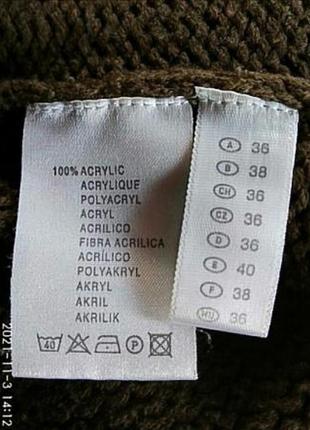 100% ACRYLIC
ACRYLIQUE
POLYACRYL
ACRYL
ACRILICO
FIBRA ACRILICA
ACRÍLICO
POLYAKRYL
AKRYL
AKRIL
AKRILIK
40 P
A 36
B 38
CH 36
CZ 36
D 36
E 40
F 38
HU 36
2021-11-3 14:12